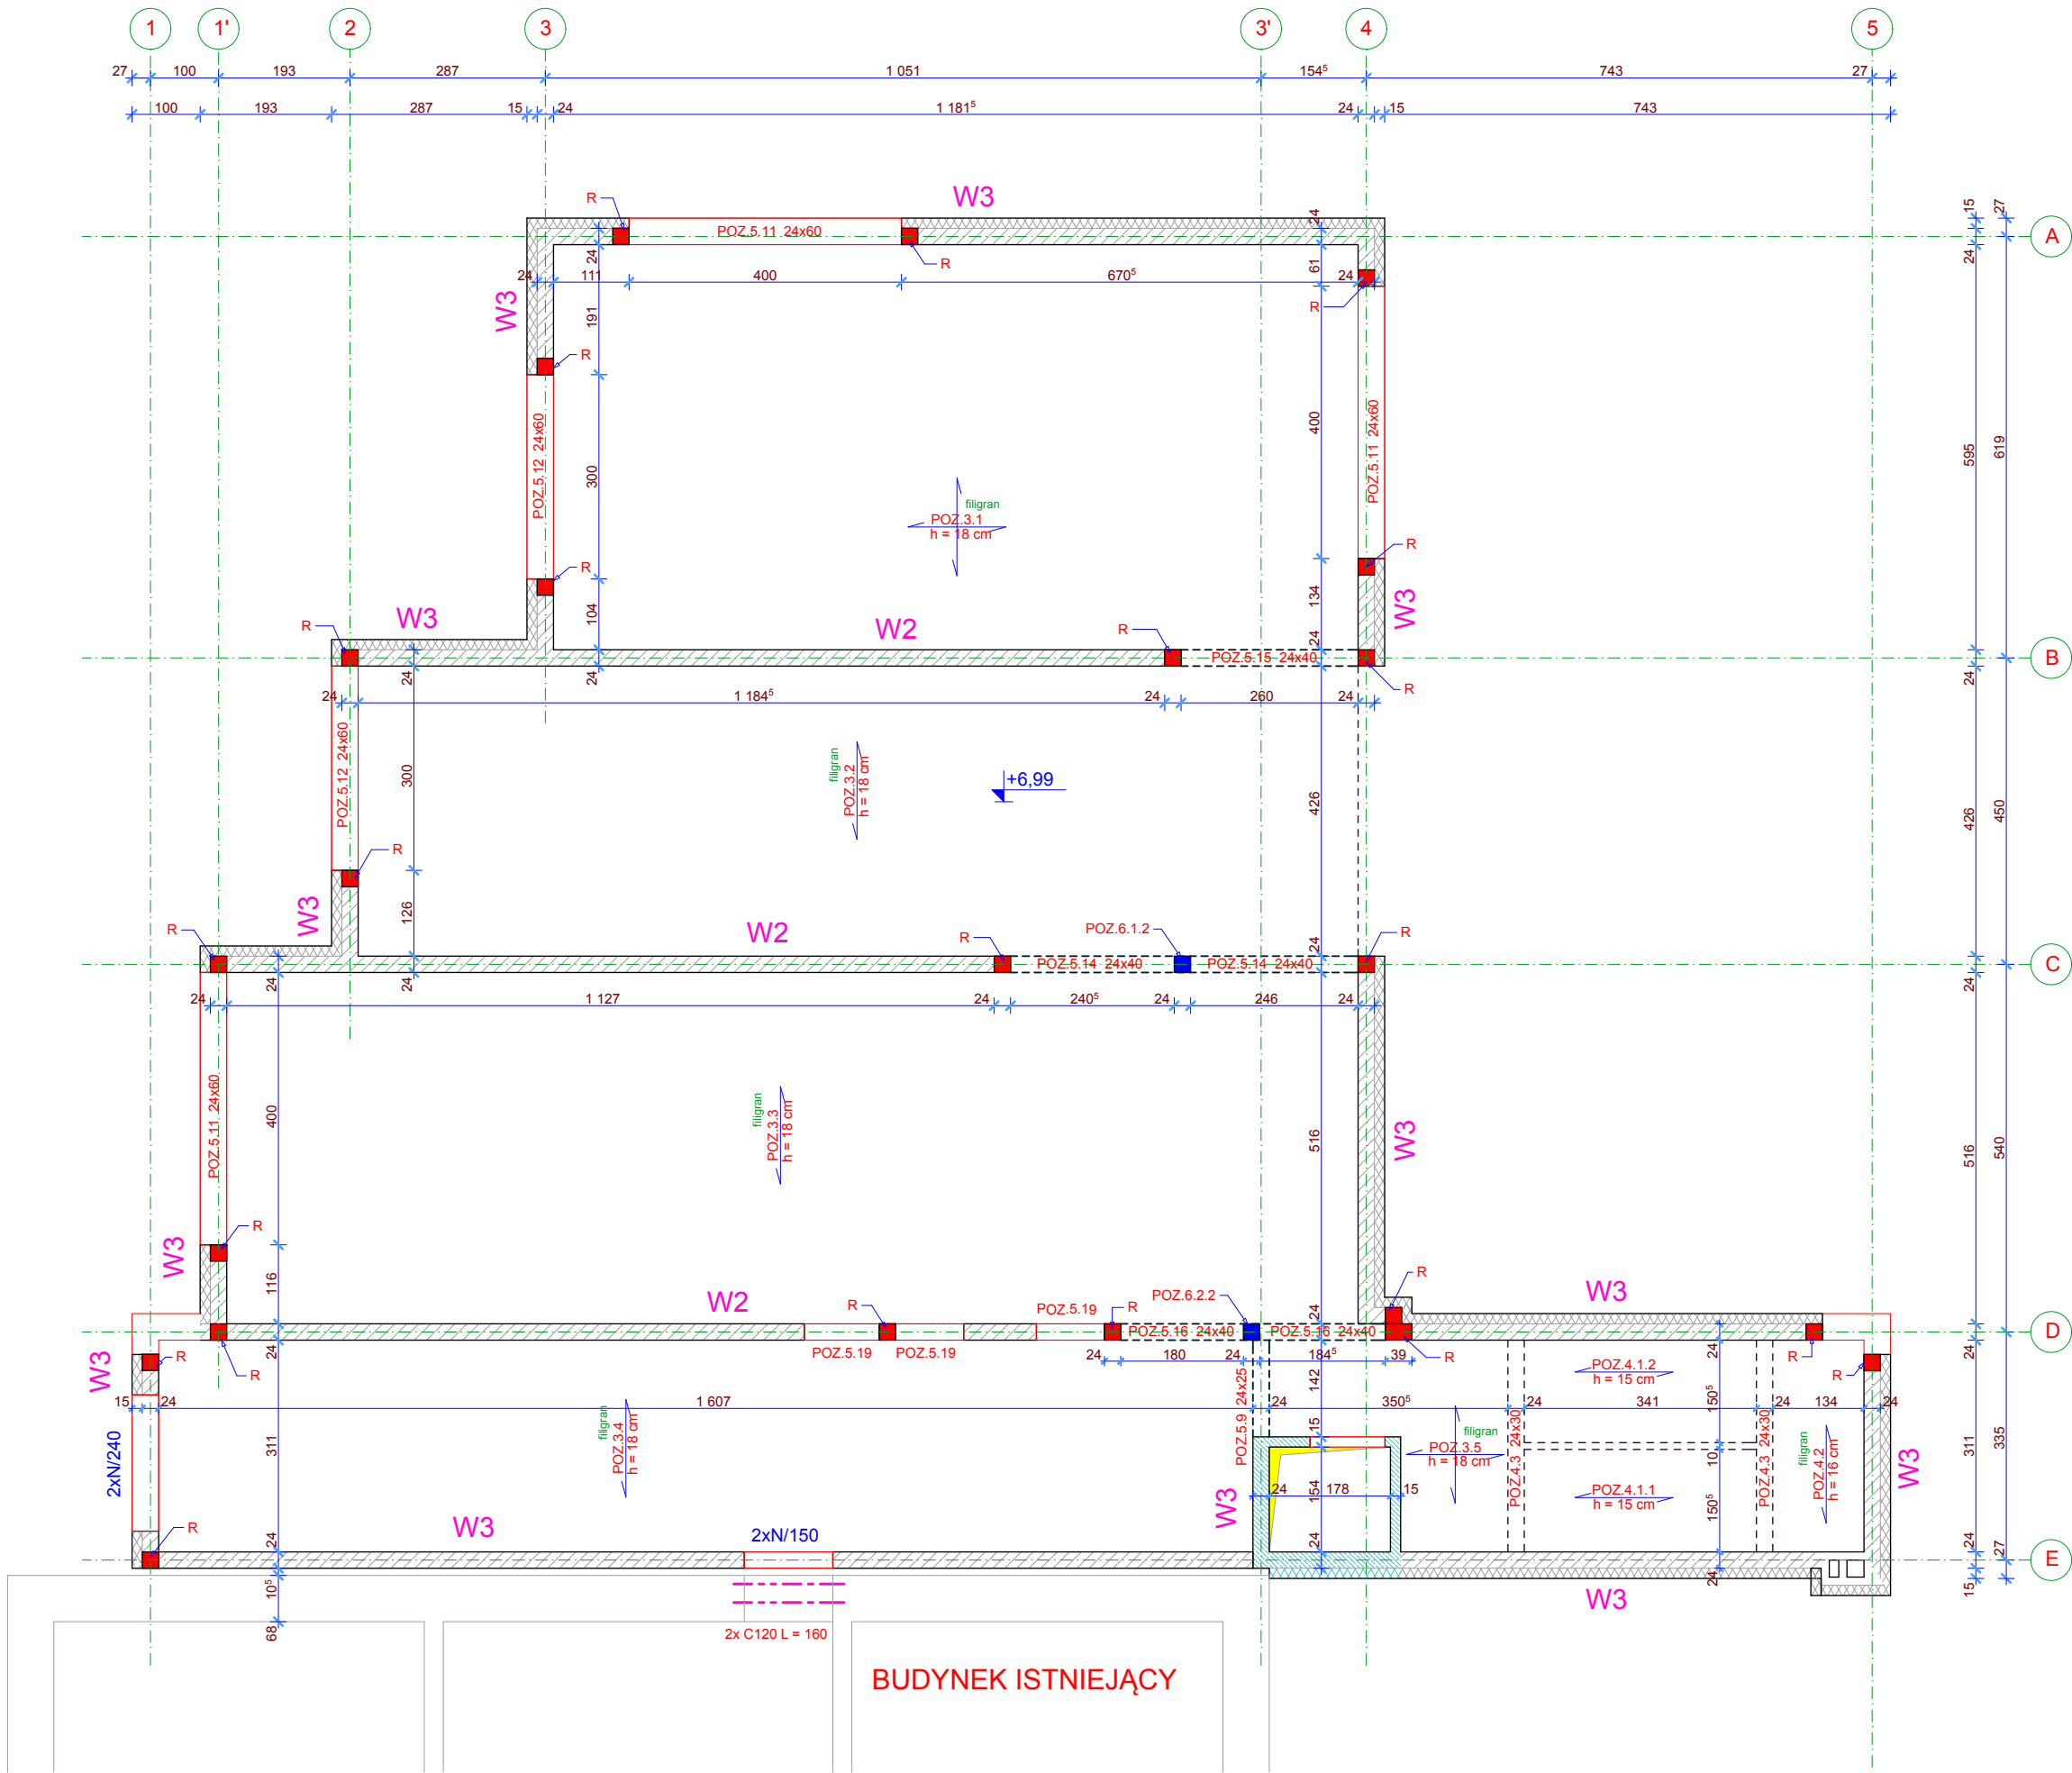 1 1' 2 3 3' 4 5
27 100 193 287 1 051 154⁵ 743 27
100 193 287 15 24 1 181⁵ 24 15 743
W3
R
POZ.5.11 24x60
24
15
27
A
R
24
61
24
24 111 400 670⁵ 24
R
W3
191
R
400
POZ.5.11 24x60
POZ.5.12 24x60
300
595
619
filigran
POZ.3.1
h = 18 cm
R
R
104
134
W3
W3
R
W2
R
24
POZ.5.15 24x40
B
24
24
24
R
24 1 184⁵ 24 260 24
POZ.5.12 24x60
300
filigran
POZ.3.2
h = 18 cm
+6,99
426
426
450
R
126
W3
R
W2
R
POZ.6.1.2
R
24
POZ.5.14 24x40
POZ.5.14 24x40
C
24
24
24
24 1 127 24 240⁵ 24 246 24
POZ.5.11 24x60
400
filigran
POZ.3.3
h = 18 cm
516
W3
516
540
R
W3
116
R
W2
R
POZ.5.19
R
POZ.6.2.2
W3
24
POZ.5.19
POZ.5.19
POZ.5.16 24x40
POZ.5.16 24x40
D
24
24
24
W3
R
R
24 180 24 184⁵ 39
R
R
R
POZ.4.1.2
h = 15 cm
142
150⁵
15 24 1 607 24 350⁵ 24 341 24 134 24
POZ.5.9 24x25
15
2xN/240
311
filigran
POZ.3.4
h = 18 cm
filigran
POZ.3.5
h = 18 cm
POZ.4.3 24x30
10
POZ.4.3 24x30
filigran
POZ.4.2
h = 16 cm
311
335
W3
W3
154
24 178 15
POZ.4.1.1
h = 15 cm
150⁵
R
W3
2xN/150
24
24
24
27
E
10⁵
24
15
W3
68
2x C120 L = 160
BUDYNEK ISTNIEJĄCY